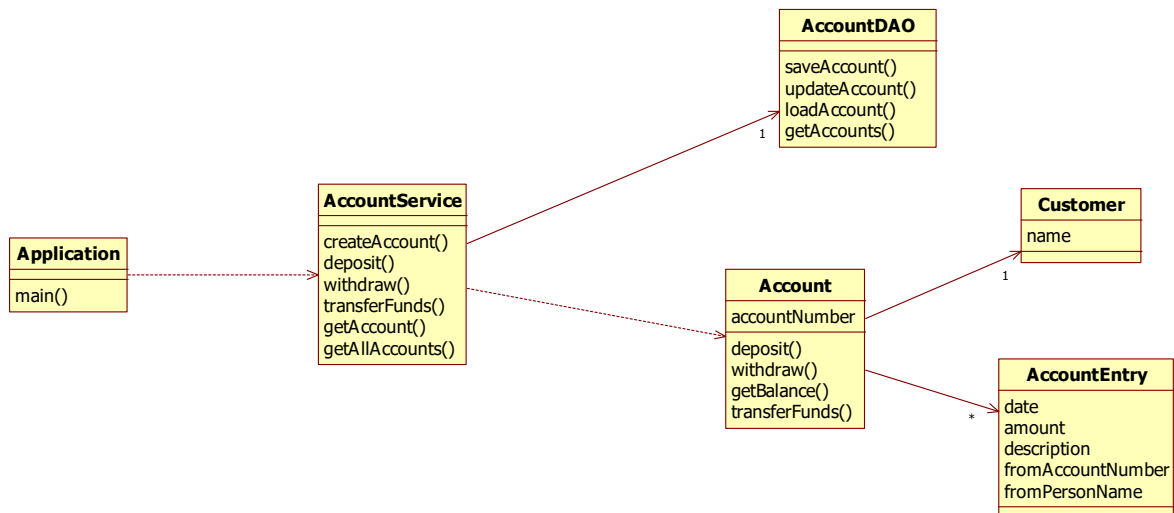 AccountDAO
saveAccount()
updateAccount()
loadAccount()
getAccounts()
1
AccountService
createAccount()
deposit()
withdraw()
transferFunds()
getAccount()
getAllAccounts()
Application
main()
Customer
name
1
Account
accountNumber
deposit()
withdraw()
getBalance()
transferFunds()
*
AccountEntry
date
amount
description
fromAccountNumber
fromPersonName